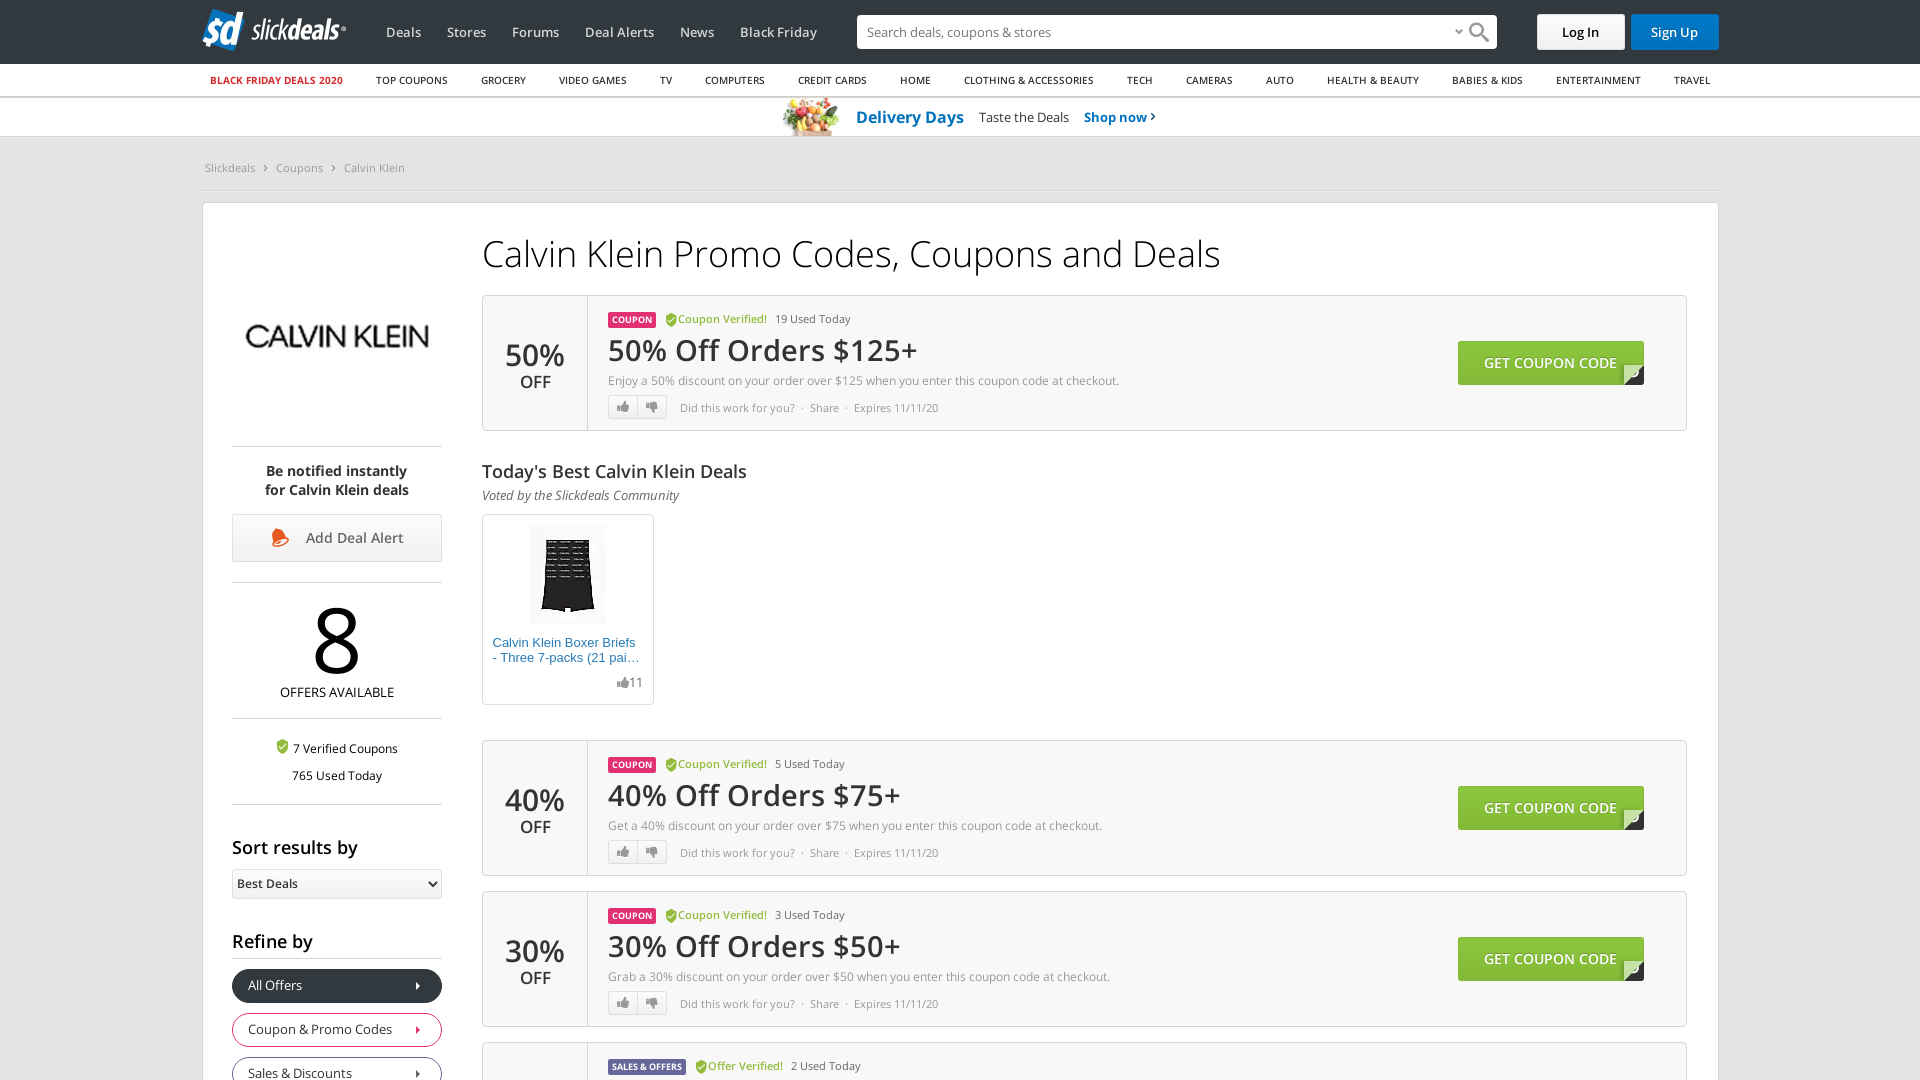 sd slickdeals
Deals
Stores
Forums
Deal Alerts
News
Black Friday
Search deals, coupons & stores
Log In
Sign Up
BLACK FRIDAY DEALS 2020
TOP COUPONS
GROCERY
VIDEO GAMES
TV
COMPUTERS
CREDIT CARDS
HOME
CLOTHING & ACCESSORIES
TECH
CAMERAS
AUTO
HEALTH & BEAUTY
BABIES & KIDS
ENTERTAINMENT
TRAVEL
Delivery Days Taste the Deals Shop now
Slickdeals > Coupons > Calvin Klein
CALVIN KLEIN
Be notified instantly
for Calvin Klein deals
Add Deal Alert
8
OFFERS AVAILABLE
7 Verified Coupons
765 Used Today
Sort results by
Best Deals
Refine by
All Offers
Coupon & Promo Codes
Sales & Discounts
Calvin Klein Promo Codes, Coupons and Deals
50%
OFF
COUPON Coupon Verified! 19 Used Today
50% Off Orders $125+
Enjoy a 50% discount on your order over $125 when you enter this coupon code at checkout.
Did this work for you? · Share · Expires 11/11/20
GET COUPON CODE
Today's Best Calvin Klein Deals
Voted by the Slickdeals Community
Calvin Klein Boxer Briefs
- Three 7-packs (21 pai…
11
40%
OFF
COUPON Coupon Verified! 5 Used Today
40% Off Orders $75+
Get a 40% discount on your order over $75 when you enter this coupon code at checkout.
Did this work for you? · Share · Expires 11/11/20
GET COUPON CODE
30%
OFF
COUPON Coupon Verified! 3 Used Today
30% Off Orders $50+
Grab a 30% discount on your order over $50 when you enter this coupon code at checkout.
Did this work for you? · Share · Expires 11/11/20
GET COUPON CODE
SALES & OFFERS Offer Verified! 2 Used Today